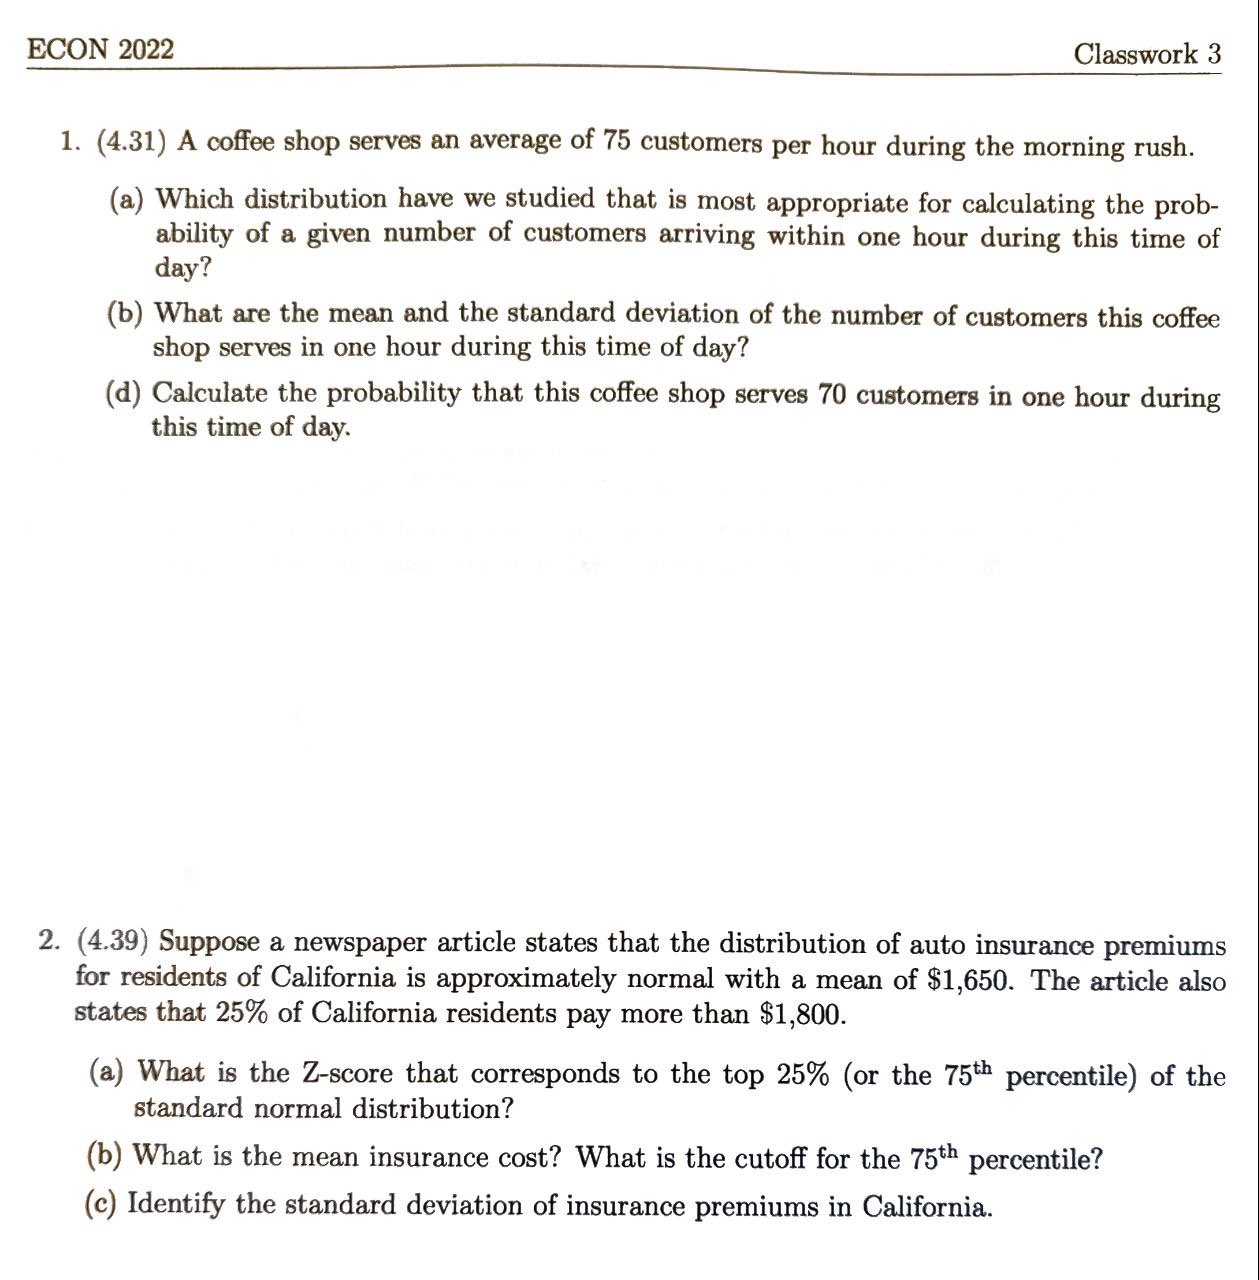 ECON 2022
Classwork 3
1. (4.31) A coffee shop serves an average of 75 customers per hour during the morning rush.
(a) Which distribution have we studied that is most appropriate for calculating the prob-
ability of a given number of customers arriving within one hour during this time of
day?
(b) What are the mean and the standard deviation of the number of customers this coffee
shop serves in one hour during this time of day?
(d) Calculate the probability that this coffee shop serves 70 customers in one hour during
this time of day.
2. (4.39) Suppose a newspaper article states that the distribution of auto insurance premiums
for residents of California is approximately normal with a mean of $1,650. The article also
states that 25% of California residents pay more than $1,800.
(a) What is the Z-score that corresponds to the top 25% (or the 75th percentile) of the
standard normal distribution?
(b) What is the mean insurance cost? What is the cutoff for the 75th percentile?
(c) Identify the standard deviation of insurance premiums in California.